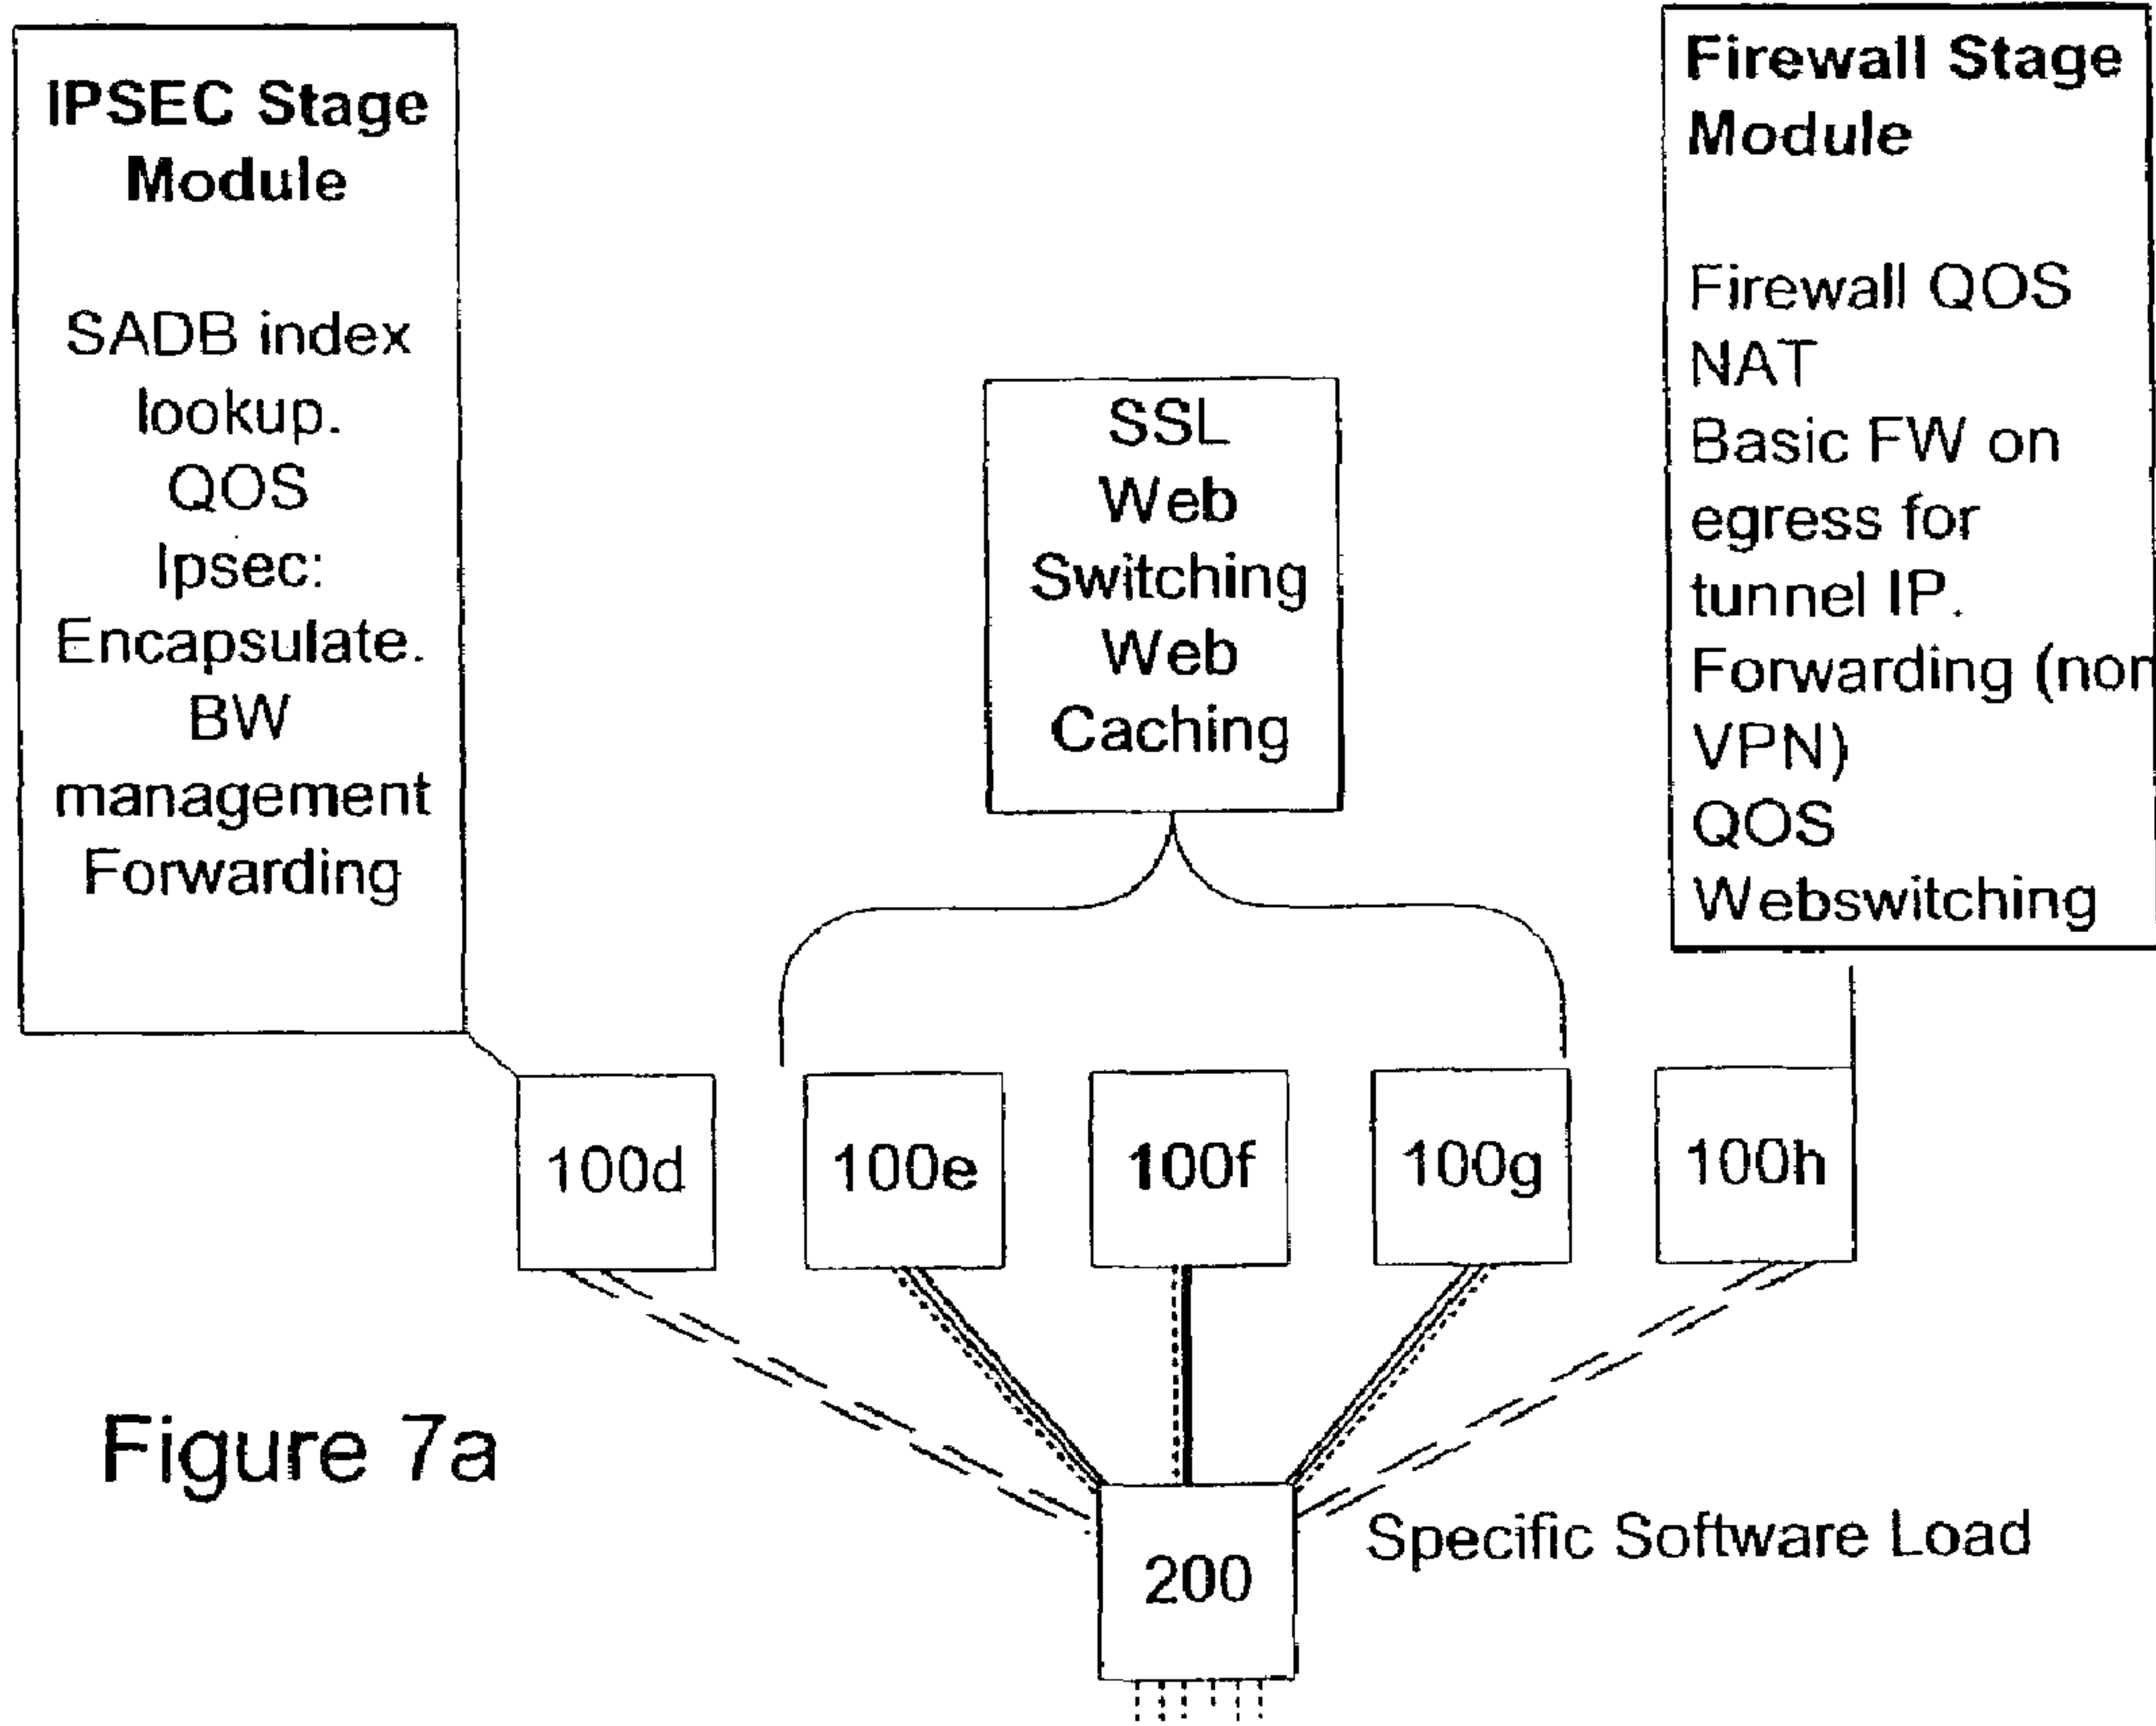 IPSEC Stage
Module
SADB index
lookup.
QOS
Ipsec:
Encapsulate.
BW
management
Forwarding
SSL
Web
Switching
Web
Caching
Firewall Stage
Module
Firewall QOS
NAT
Basic FW on
egress for
tunnel IP.
Forwarding (non
VPN)
QOS
Webswitching
100d
100e
100f
100g
100h
200
Specific Software Load
Figure 7a